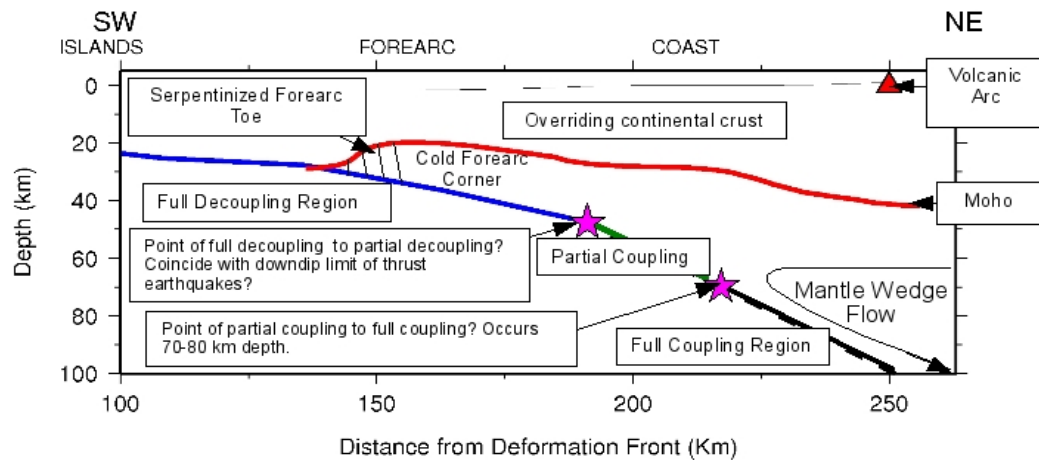 SW
NE
ISLANDS
FOREARC
COAST
Serpentinized Forearc
Toe
Volcanic
Arc
Overriding continental crust
Cold Forearc
Corner
Full Decoupling Region
Moho
Point of full decoupling to partial decoupling?
Coincide with downdip limit of thrust
earthquakes?
Partial Coupling
Mantle Wedge
Flow
Point of partial coupling to full coupling? Occurs
70-80 km depth.
Full Coupling Region
Depth (km)
0
20
40
60
80
100
100
150
200
250
Distance from Deformation Front (Km)